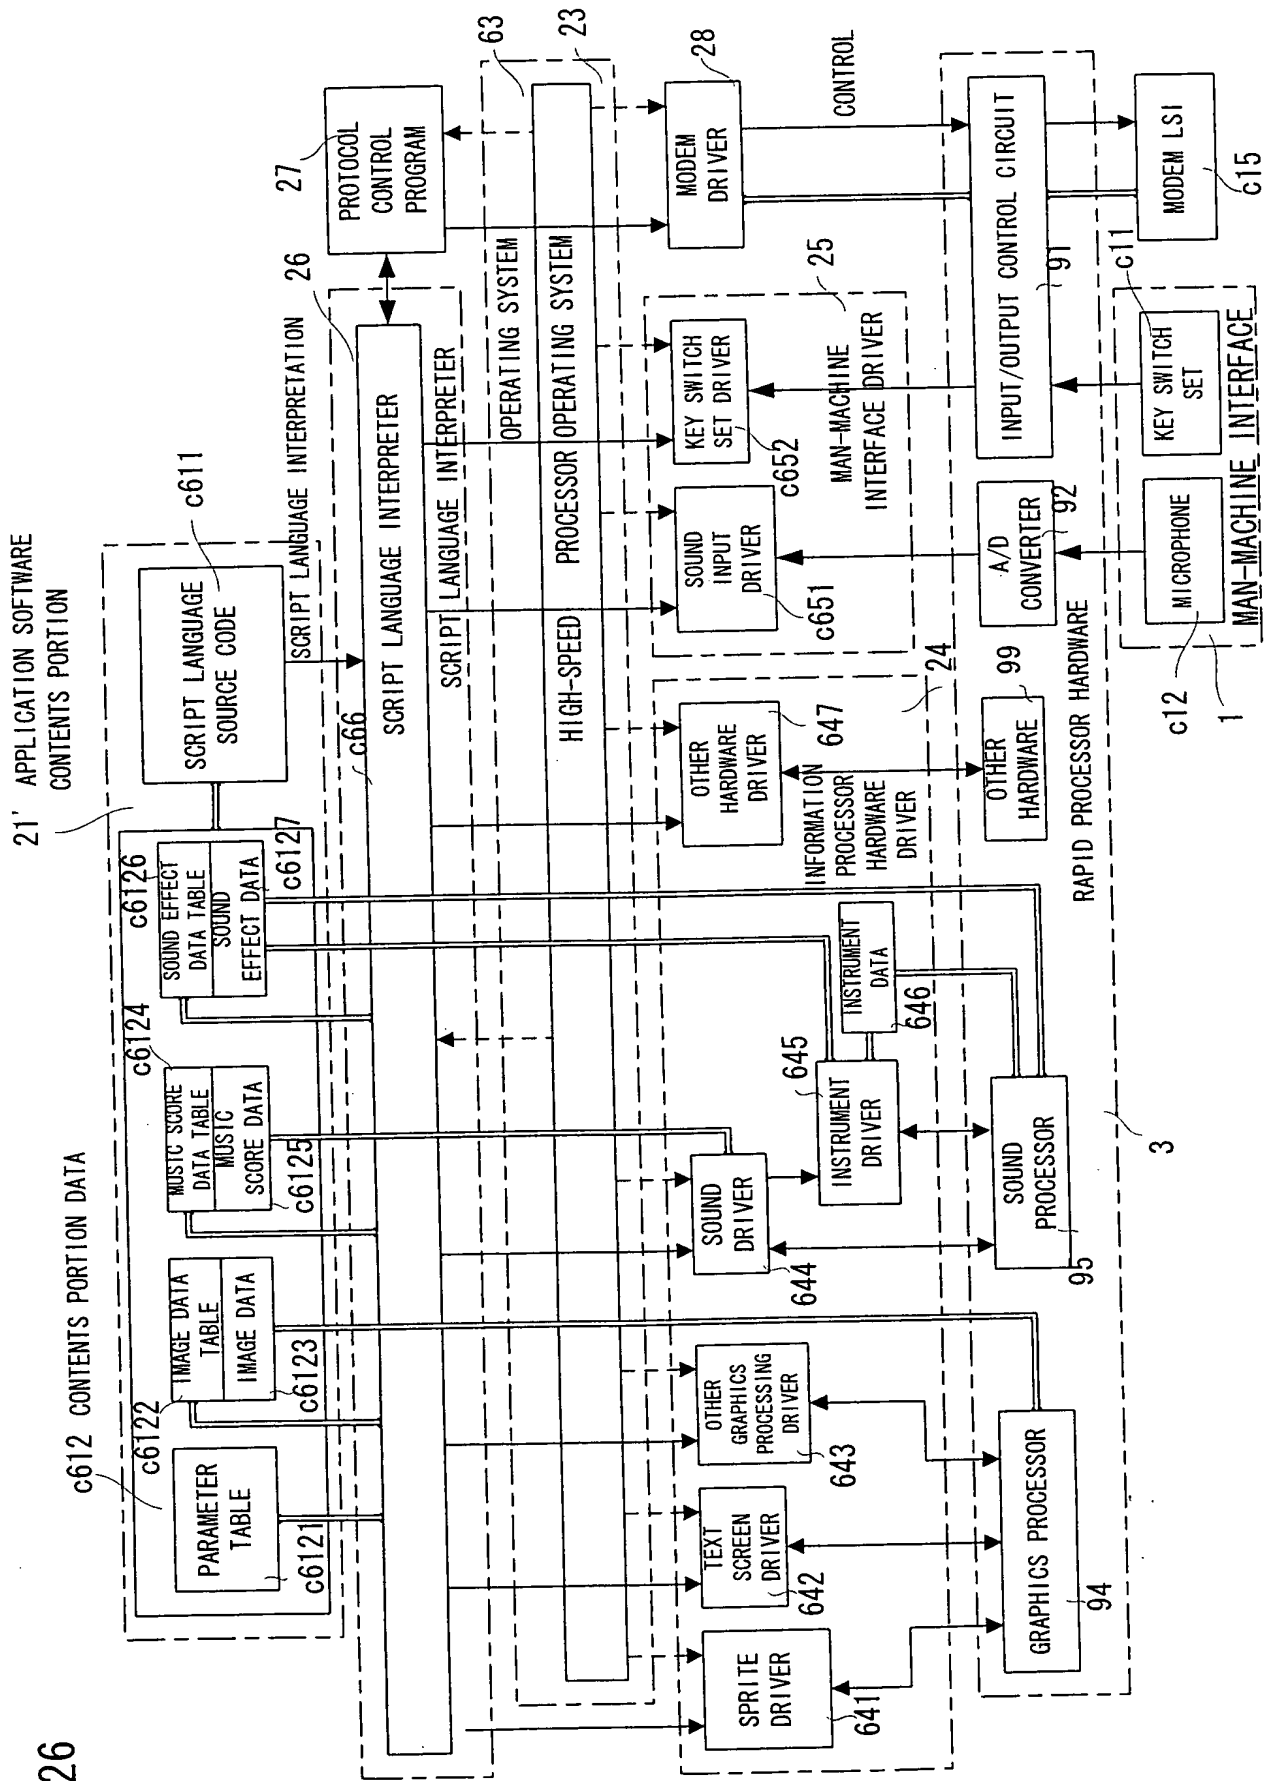 26
21' APPLICATION SOFTWARE
CONTENTS PORTION
c612 CONTENTS PORTION DATA
c6122
c6124
c6126
PARAMETER
TABLE
c6121
IMAGE DATA
TABLE
IMAGE DATA
c6123
MUSIC SCORE
DATA TABLE
MUSIC
SCORE DATA
c6125
SOUND EFFECT
DATA TABLE
SOUND
EFFECT DATA
c6127
SCRIPT LANGUAGE
SOURCE CODE
c611
SCRIPT LANGUAGE INTERPRETATION
26
27
PROTOCOL
CONTROL
PROGRAM
c66
SCRIPT LANGUAGE INTERPRETER
SCRIPT LANGUAGE INTERPRETER
63
OPERATING SYSTEM
HIGH-SPEED PROCESSOR OPERATING SYSTEM
23
SPRITE
DRIVER
641
TEXT
SCREEN
DRIVER
642
OTHER
GRAPHICS
PROCESSING
DRIVER
643
SOUND
DRIVER
644
645
INSTRUMENT
DRIVER
INSTRUMENT
DATA
646
OTHER
HARDWARE
DRIVER
647
INFORMATION
PROCESSOR
HARDWARE
DRIVER
24
SOUND
INPUT
DRIVER
c651
KEY SWITCH
SET DRIVER
c652
MAN-MACHINE
INTERFACE DRIVER
25
MODEM
DRIVER
28
CONTROL
GRAPHICS PROCESSOR
94
SOUND
PROCESSOR
95
OTHER
HARDWARE
99
A/D
CONVERTER
92
INPUT/OUTPUT CONTROL CIRCUIT
91
RAPID PROCESSOR HARDWARE
3
MICROPHONE
c12
KEY SWITCH
SET
c11
MAN-MACHINE INTERFACE
1
MODEM LSI
c15